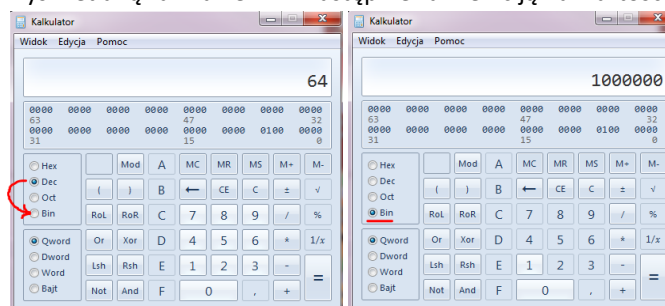 Kalkulator
Widok Edycja Pomoc
64
0000 0000 0000 0000 0000 0000 0000 0000
63 47 32
0000 0000 0000 0000 0000 0000 0100 0000
31 15 0
Hex Mod A MC MR MS M+ M-
Dec ( ) B ← CE C ± √
Oct
Bin RoL RoR C 7 8 9 / %
Qword Or Xor D 4 5 6 * 1/x
Dword
Word Lsh Rsh E 1 2 3 - =
Bajt Not And F 0 , +
Kalkulator
Widok Edycja Pomoc
1000000
0000 0000 0000 0000 0000 0000 0000 0000
63 47 32
0000 0000 0000 0000 0000 0000 0100 0000
31 15 0
Hex Mod A MC MR MS M+ M-
Dec ( ) B ← CE C ± √
Oct
Bin RoL RoR C 7 8 9 / %
Qword Or Xor D 4 5 6 * 1/x
Dword
Word Lsh Rsh E 1 2 3 - =
Bajt Not And F 0 , +